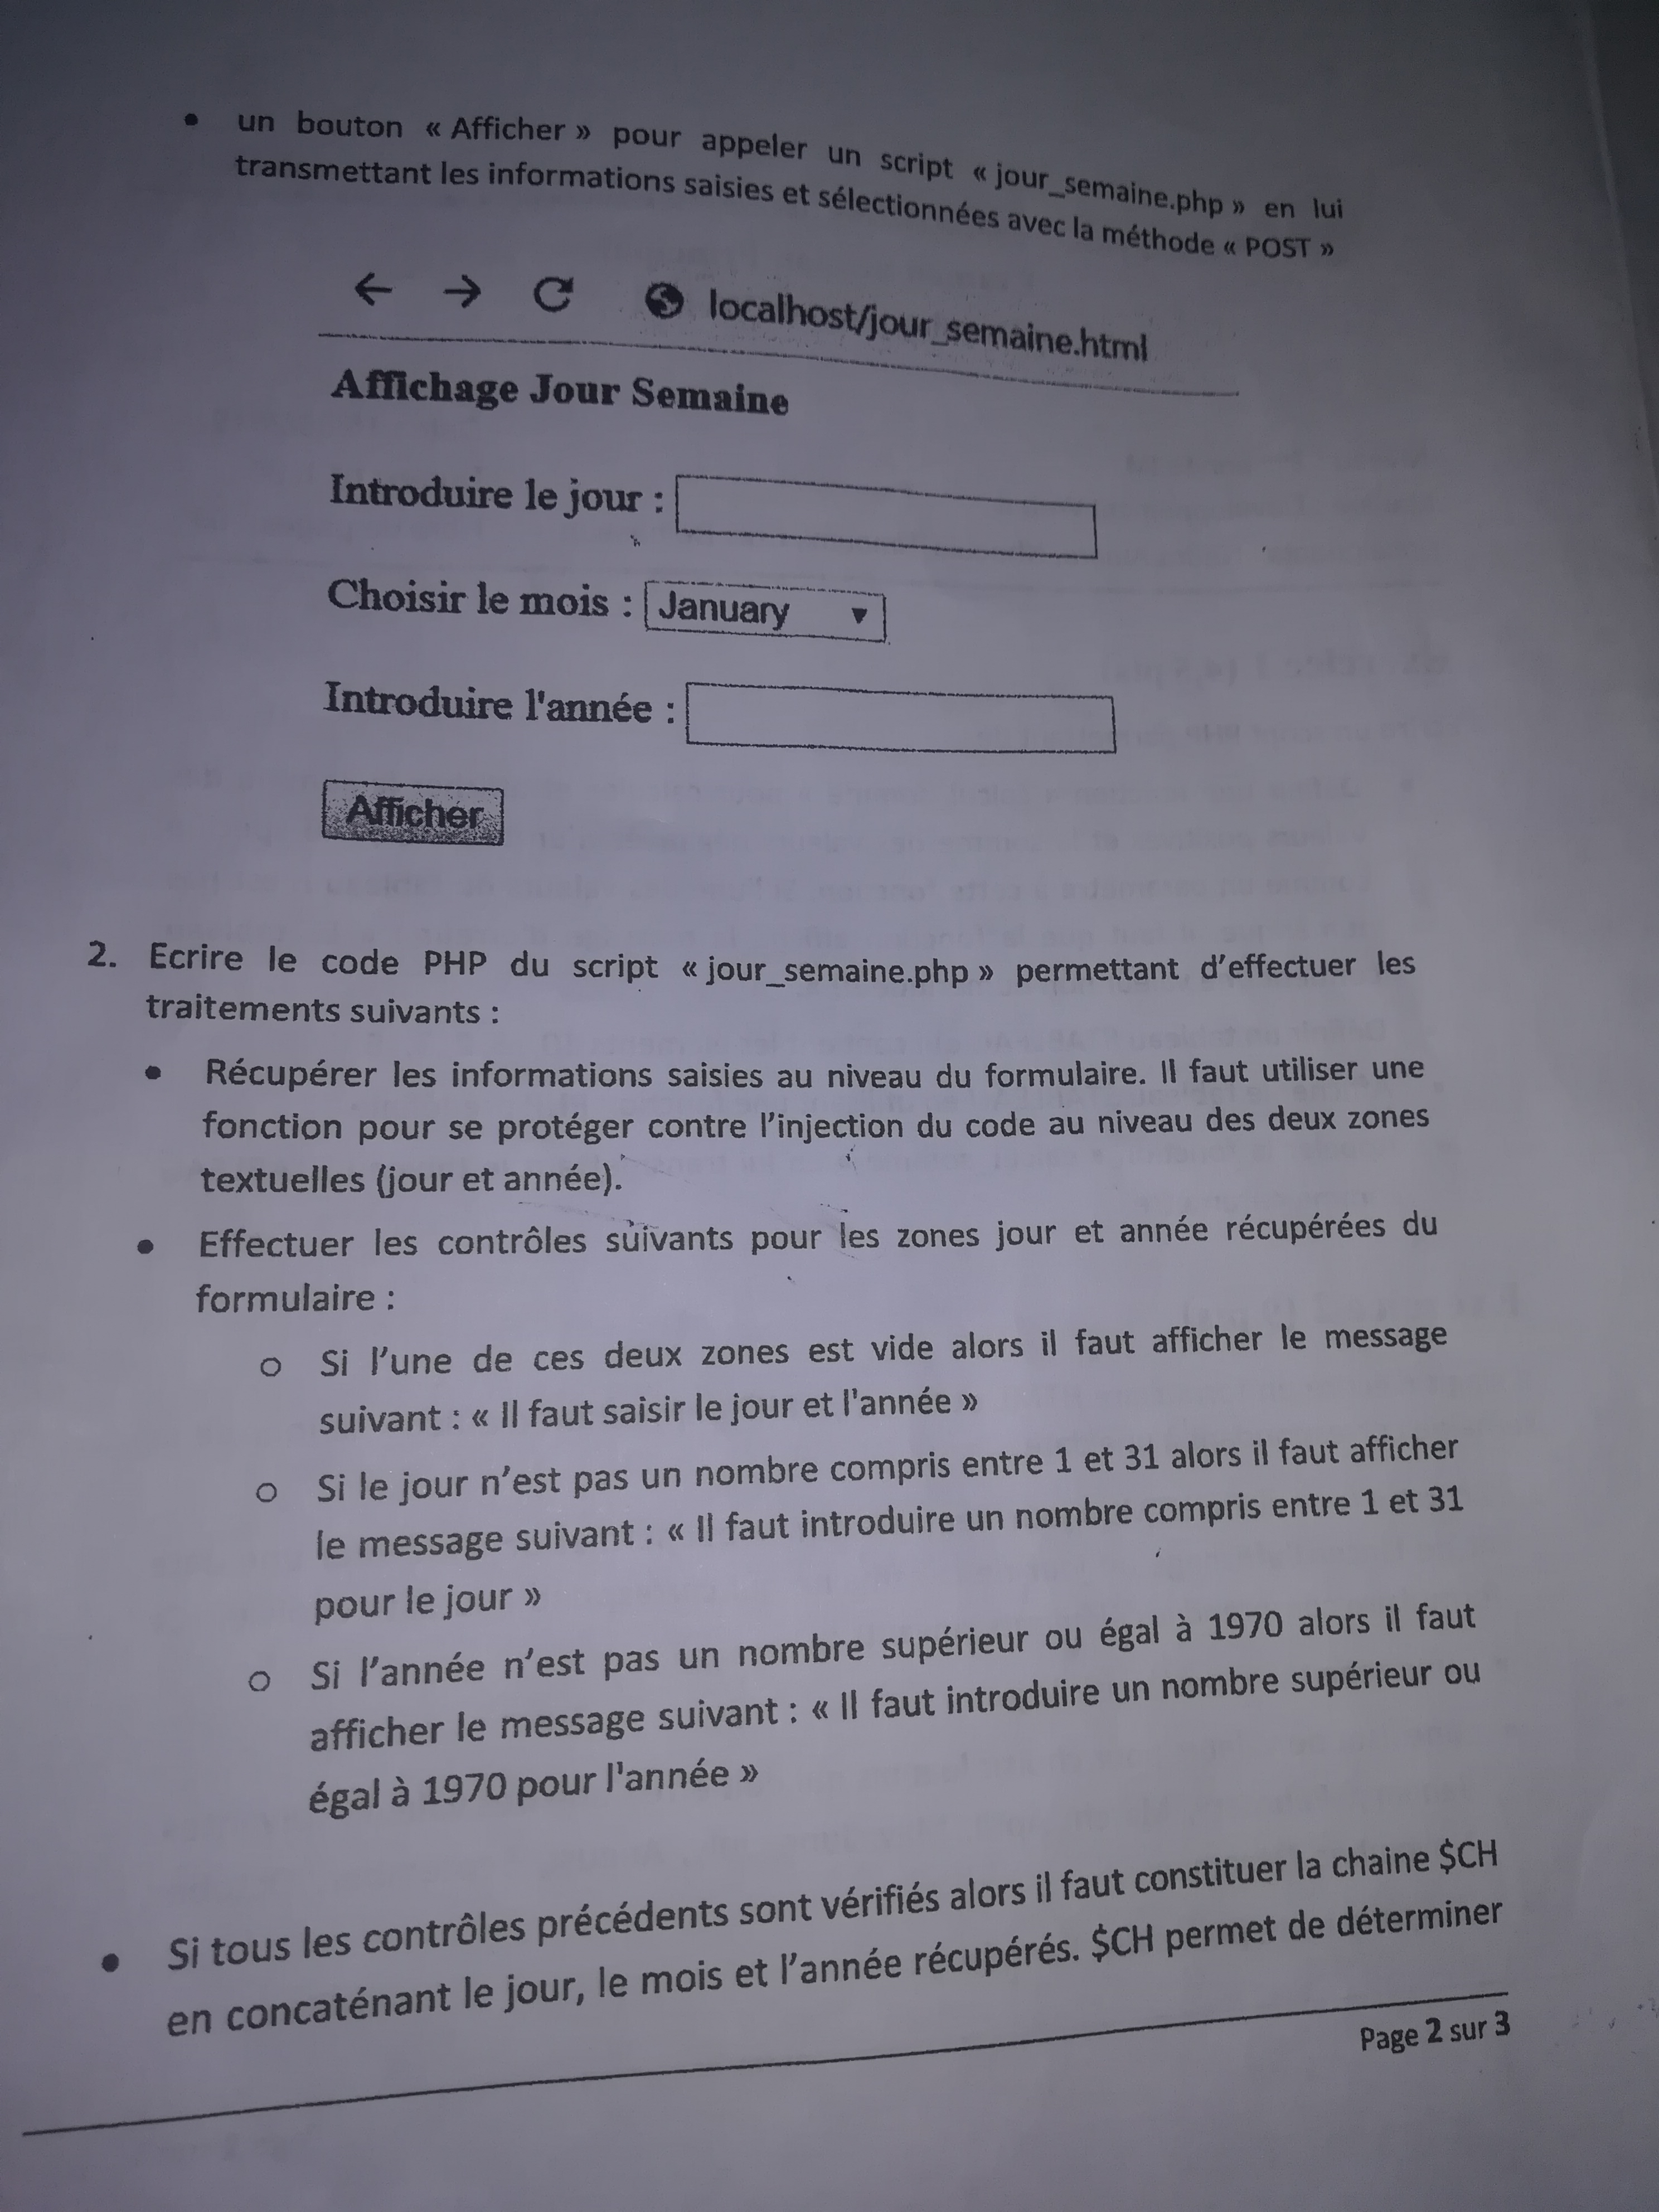 • un bouton « Afficher » pour appeler un script « jour_semaine.php » en lui
transmettant les informations saisies et sélectionnées avec la méthode « POST »
localhost/jour_semaine.html
Affichage Jour Semaine
Introduire le jour :
Choisir le mois : January ▼
Introduire l'année :
Afficher
2. Ecrire le code PHP du script « jour_semaine.php » permettant d’effectuer les
traitements suivants :
• Récupérer les informations saisies au niveau du formulaire. Il faut utiliser une
fonction pour se protéger contre l’injection du code au niveau des deux zones
textuelles (jour et année).
• Effectuer les contrôles suivants pour les zones jour et année récupérées du
formulaire :
o Si l’une de ces deux zones est vide alors il faut afficher le message
suivant : « Il faut saisir le jour et l'année »
o Si le jour n’est pas un nombre compris entre 1 et 31 alors il faut afficher
le message suivant : « Il faut introduire un nombre compris entre 1 et 31
pour le jour »
o Si l’année n’est pas un nombre supérieur ou égal à 1970 alors il faut
afficher le message suivant : « Il faut introduire un nombre supérieur ou
égal à 1970 pour l'année »
• Si tous les contrôles précédents sont vérifiés alors il faut constituer la chaine $CH
en concaténant le jour, le mois et l’année récupérés. $CH permet de déterminer
Page 2 sur 3